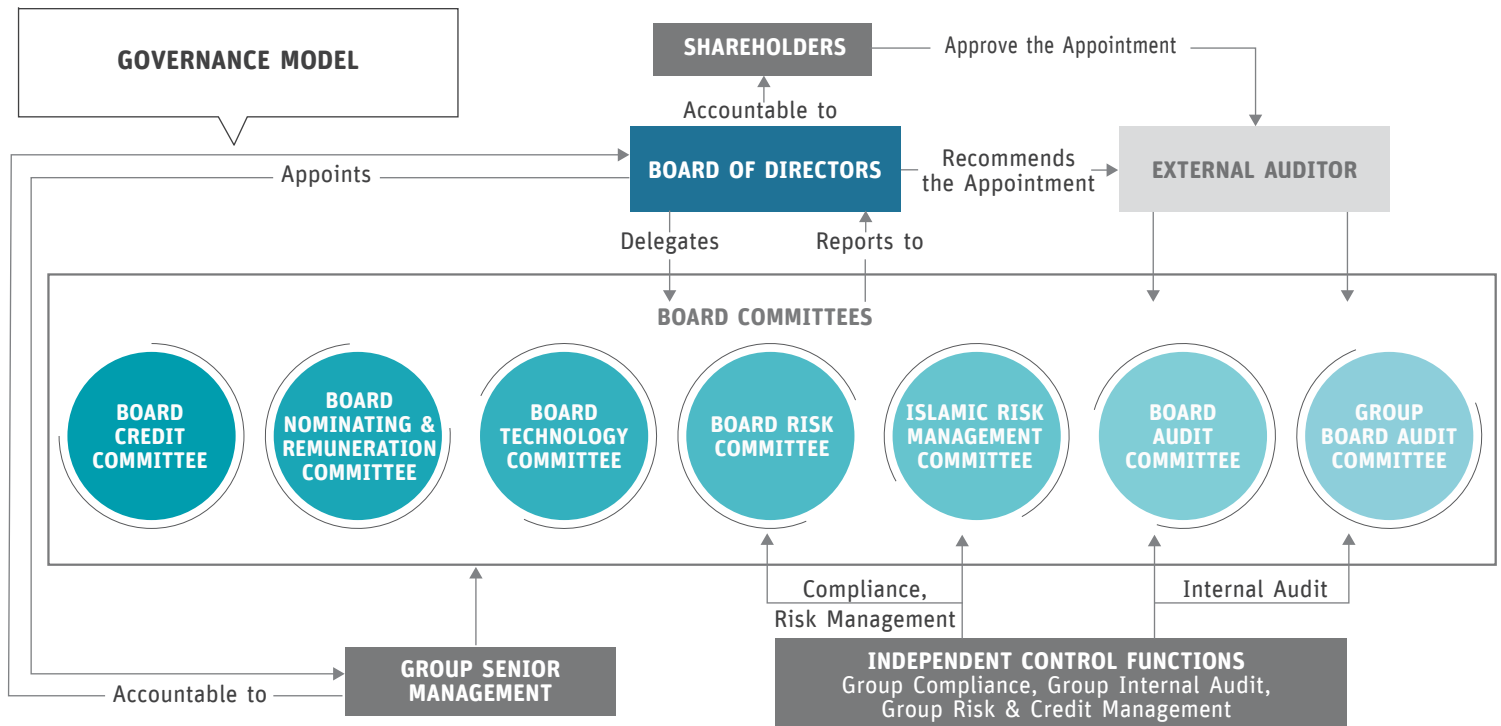 GOVERNANCE MODEL
SHAREHOLDERS
Approve the Appointment
Accountable to
Appoints
BOARD OF DIRECTORS
Recommends
the Appointment
EXTERNAL AUDITOR
Delegates
Reports to
BOARD COMMITTEES
BOARD
CREDIT
COMMITTEE
BOARD
NOMINATING &
REMUNERATION
COMMITTEE
BOARD
TECHNOLOGY
COMMITTEE
BOARD RISK
COMMITTEE
ISLAMIC RISK
MANAGEMENT
COMMITTEE
BOARD
AUDIT
COMMITTEE
GROUP
BOARD AUDIT
COMMITTEE
Compliance,
Risk Management
Internal Audit
GROUP SENIOR
MANAGEMENT
Accountable to
INDEPENDENT CONTROL FUNCTIONS
Group Compliance, Group Internal Audit,
Group Risk & Credit Management